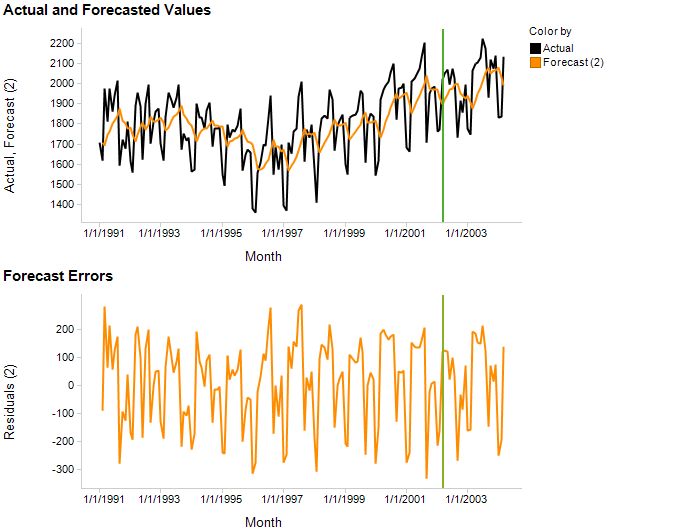 Actual and Forecasted Values
Color by
Actual
Forecast (2)
Actual, Forecast (2)
2200
2100
2000
1900
1800
1700
1600
1500
1400
1/1/1991 1/1/1993 1/1/1995 1/1/1997 1/1/1999 1/1/2001 1/1/2003
Month
Forecast Errors
Residuals (2)
200
100
0
-100
-200
-300
1/1/1991 1/1/1993 1/1/1995 1/1/1997 1/1/1999 1/1/2001 1/1/2003
Month